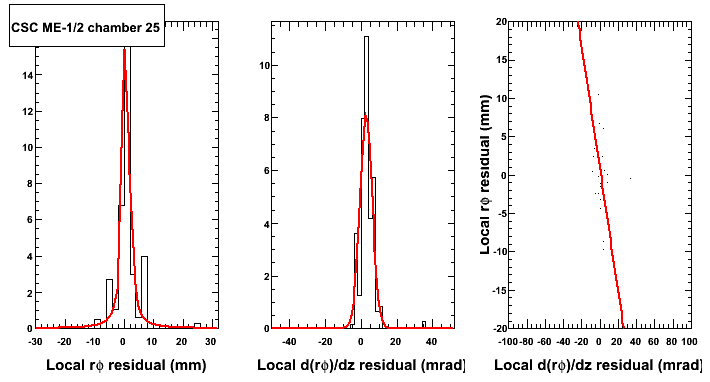 CSC ME-1/2 chamber 25
14
12
10
8
6
4
2
0
-30 -20 -10 0 10 20 30
Local rϕ residual (mm)
10
8
6
4
2
0
-40 -20 0 20 40
Local d(rϕ)/dz residual (mrad)
20
15
10
5
0
-5
-10
-15
-20
-100 -80 -60 -40 -20 0 20 40 60 80 100
Local rϕ residual (mm)
Local d(rϕ)/dz residual (mrad)